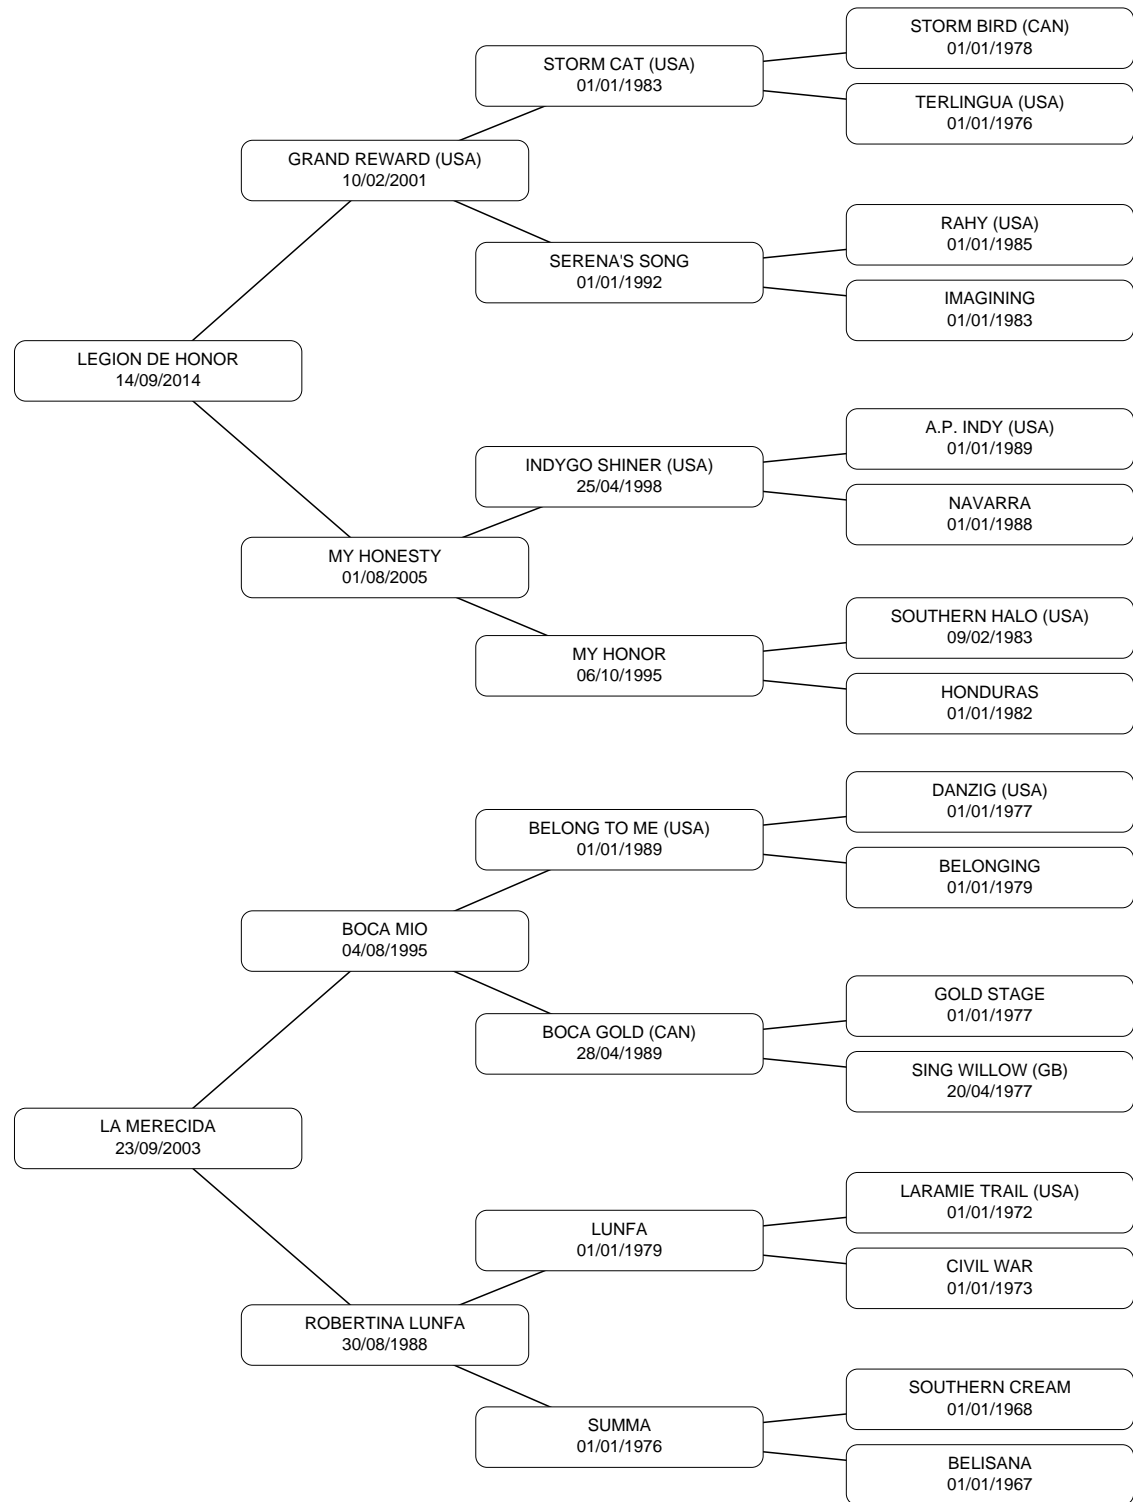 STORM BIRD (CAN)
01/01/1978
STORM CAT (USA)
01/01/1983
TERLINGUA (USA)
01/01/1976
GRAND REWARD (USA)
10/02/2001
RAHY (USA)
01/01/1985
SERENA'S SONG
01/01/1992
IMAGINING
01/01/1983
LEGION DE HONOR
14/09/2014
A.P. INDY (USA)
01/01/1989
INDYGO SHINER (USA)
25/04/1998
NAVARRA
01/01/1988
MY HONESTY
01/08/2005
SOUTHERN HALO (USA)
09/02/1983
MY HONOR
06/10/1995
HONDURAS
01/01/1982
DANZIG (USA)
01/01/1977
BELONG TO ME (USA)
01/01/1989
BELONGING
01/01/1979
BOCA MIO
04/08/1995
GOLD STAGE
01/01/1977
BOCA GOLD (CAN)
28/04/1989
SING WILLOW (GB)
20/04/1977
LA MERECIDA
23/09/2003
LARAMIE TRAIL (USA)
01/01/1972
LUNFA
01/01/1979
CIVIL WAR
01/01/1973
ROBERTINA LUNFA
30/08/1988
SOUTHERN CREAM
01/01/1968
SUMMA
01/01/1976
BELISANA
01/01/1967